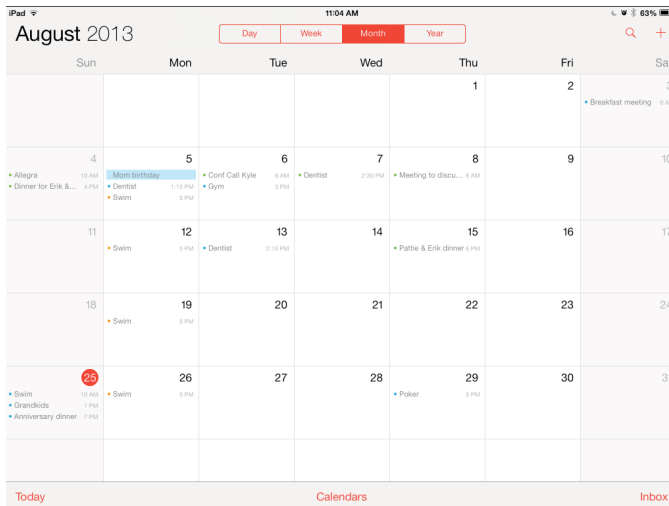 iPad 11:04 AM 63%
August 2013 Day Week Month Year
Sun Mon Tue Wed Thu Fri Sa
1 2
• Breakfast meeting
4 5 6 7 8 9 10
• Allegra 10 AM Mom birthday • Conf Call Kyle 8 AM • Dentist 2:30 PM • Meeting to discu...
• Dinner for Erik &... 4 PM • Dentist 1:15 PM • Gym 3 PM
• Swim 5 PM
11 12 13 14 15 16 17
• Swim 5 PM • Dentist 2:15 PM • Pattie & Erik dinner 6 PM
18 19 20 21 22 23 24
• Swim 5 PM
25 26 27 28 29 30
• Swim 10 AM • Swim 5 PM • Poker 5 PM
• Grandkids 1 PM
• Anniversary dinner 7 PM
Today Calendars Inbox